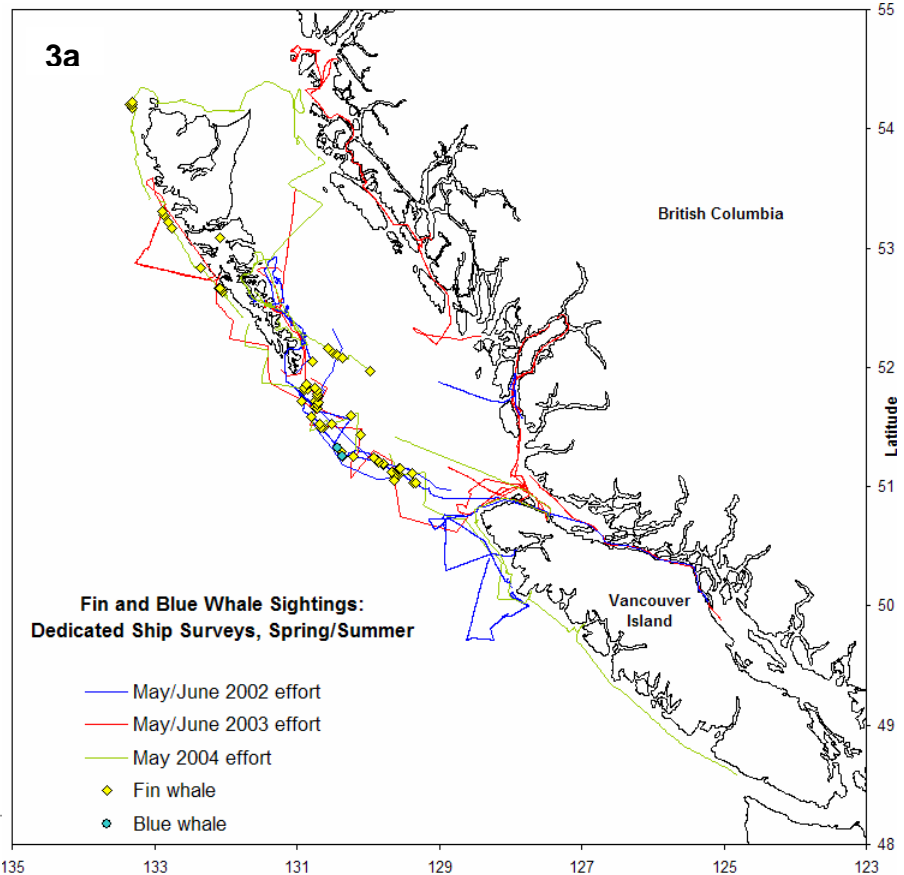 3a
55
54
53
52
51
50
49
48
Latitude
British Columbia
Vancouver
Island
Fin and Blue Whale Sightings:
Dedicated Ship Surveys, Spring/Summer
May/June 2002 effort
May/June 2003 effort
May 2004 effort
Fin whale
Blue whale
135
133
131
129
127
125
123